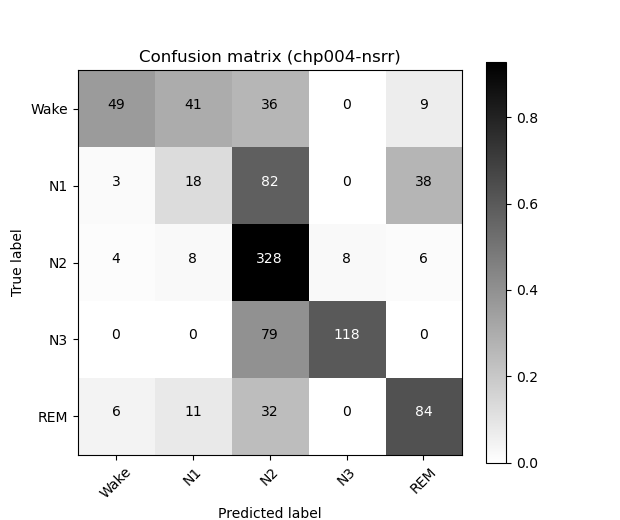 Confusion matrix (chp004-nsrr)
Wake 49 41 36 0 9
N1 3 18 82 0 38
N2 4 8 328 8 6
N3 0 0 79 118 0
REM 6 11 32 0 84
Wake N1 N2 N3 REM
Predicted label
True label
0.8
0.6
0.4
0.2
0.0